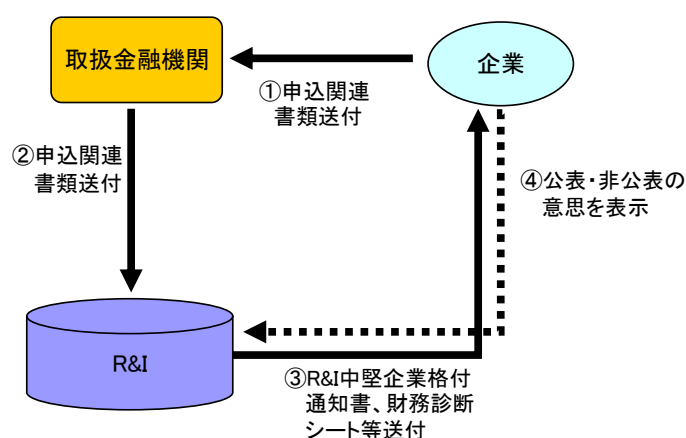 取扱金融機関
企業
①申込関連
書類送付
②申込関連
書類送付
④公表・非公表の
意思を表示
R&I
③R&I中堅企業格付
通知書、財務診断
シート等送付